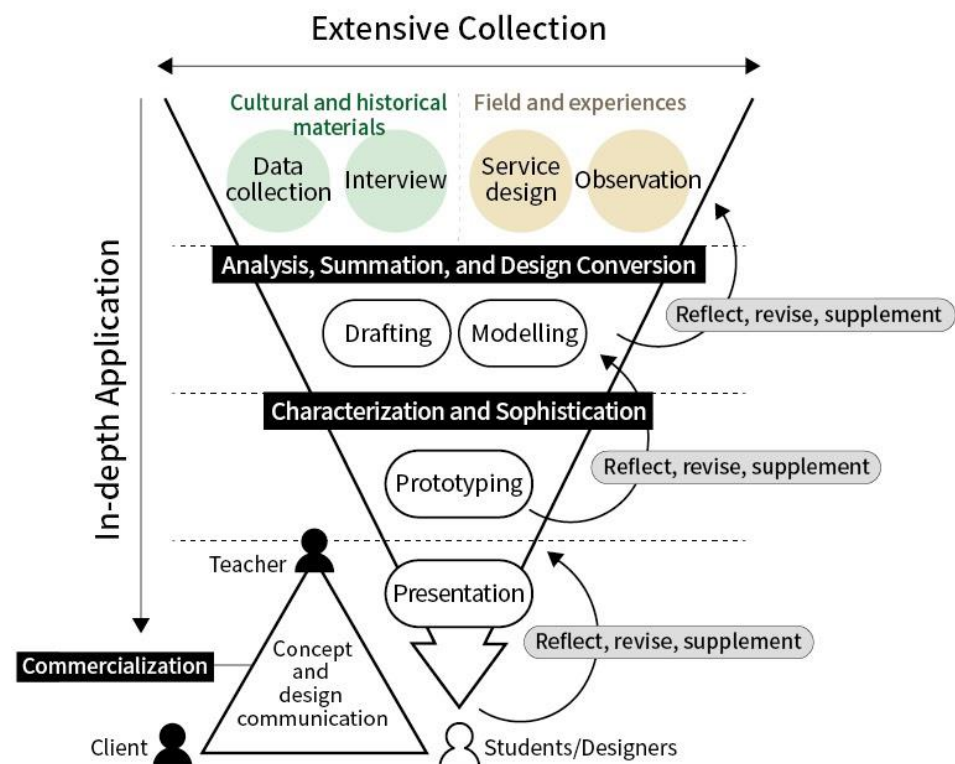 Extensive Collection
Cultural and historical
materials
Field and experiences
Data
collection
Interview
Service
design
Observation
In-depth Application
Analysis, Summation, and Design Conversion
Reflect, revise, supplement
Drafting
Modelling
Characterization and Sophistication
Reflect, revise, supplement
Prototyping
Teacher
Presentation
Reflect, revise, supplement
Commercialization
Concept
and
design
communication
Client
Students/Designers